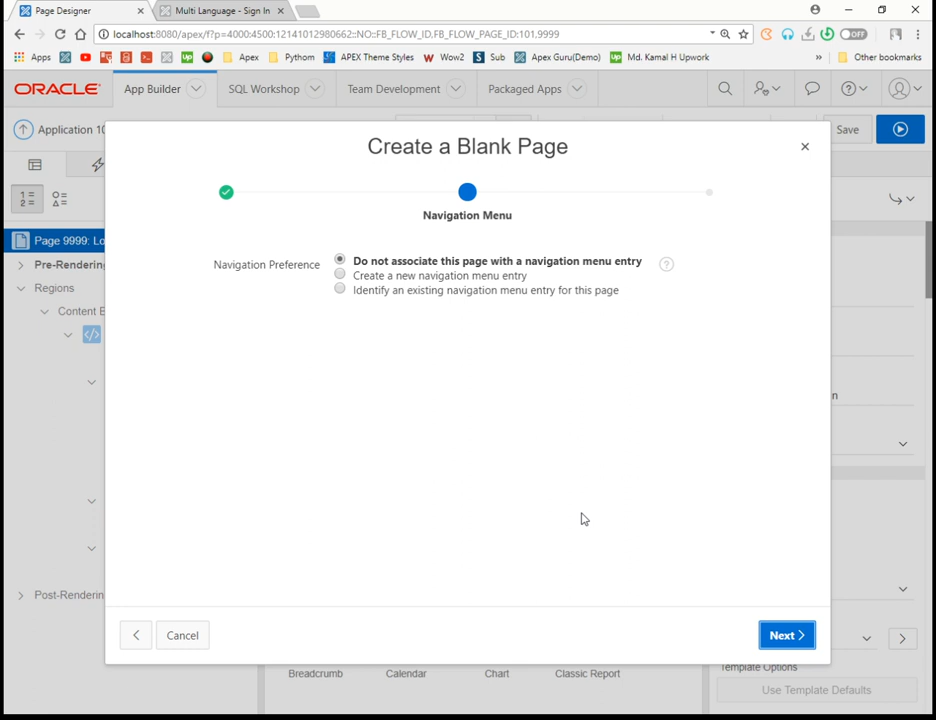 Page Designer
Multi Language - Sign In
localhost:8080/apex/f?p=4000:4500:12141012980662::NO::FB_FLOW_ID,FB_FLOW_PAGE_ID:101,9999
OFF
Apps
Apex
Python
APEX Theme Styles
Wow2
Sub
Apex Guru(Demo)
Md. Kamal H Upwork
»
Other bookmarks
ORACLE
App Builder
SQL Workshop
Team Development
Packaged Apps
Application 10
Save
Create a Blank Page
Navigation Menu
Page 9999: Lo
Pre-Rendering
Regions
Content B
Navigation Preference
Do not associate this page with a navigation menu entry
Create a new navigation menu entry
Identify an existing navigation menu entry for this page
n
Post-Renderin
Cancel
Next
Breadcrumb
Calendar
Chart
Classic Report
Template Options
Use Template Defaults